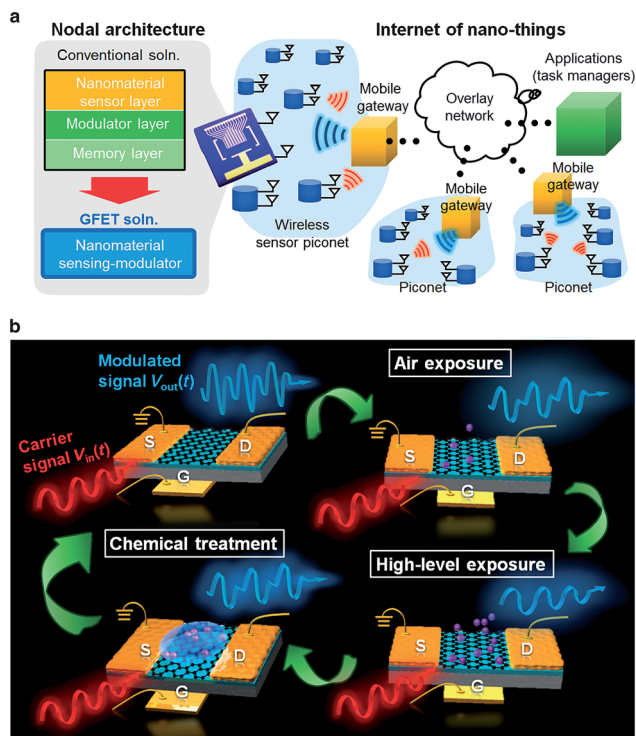 a
Nodal architecture
Internet of nano-things
Conventional soln.
Nanomaterial
sensor layer
Modulator layer
Memory layer
GFET soln.
Nanomaterial
sensing-modulator
Mobile
gateway
Wireless
sensor piconet
Overlay
network
Applications
(task managers)
Mobile
gateway
Piconet
Mobile
gateway
Piconet
b
Modulated
signal Vout(t)
Carrier
signal Vin(t)
S
D
G
Air exposure
S
D
G
Chemical treatment
S
D
G
High-level exposure
S
D
G